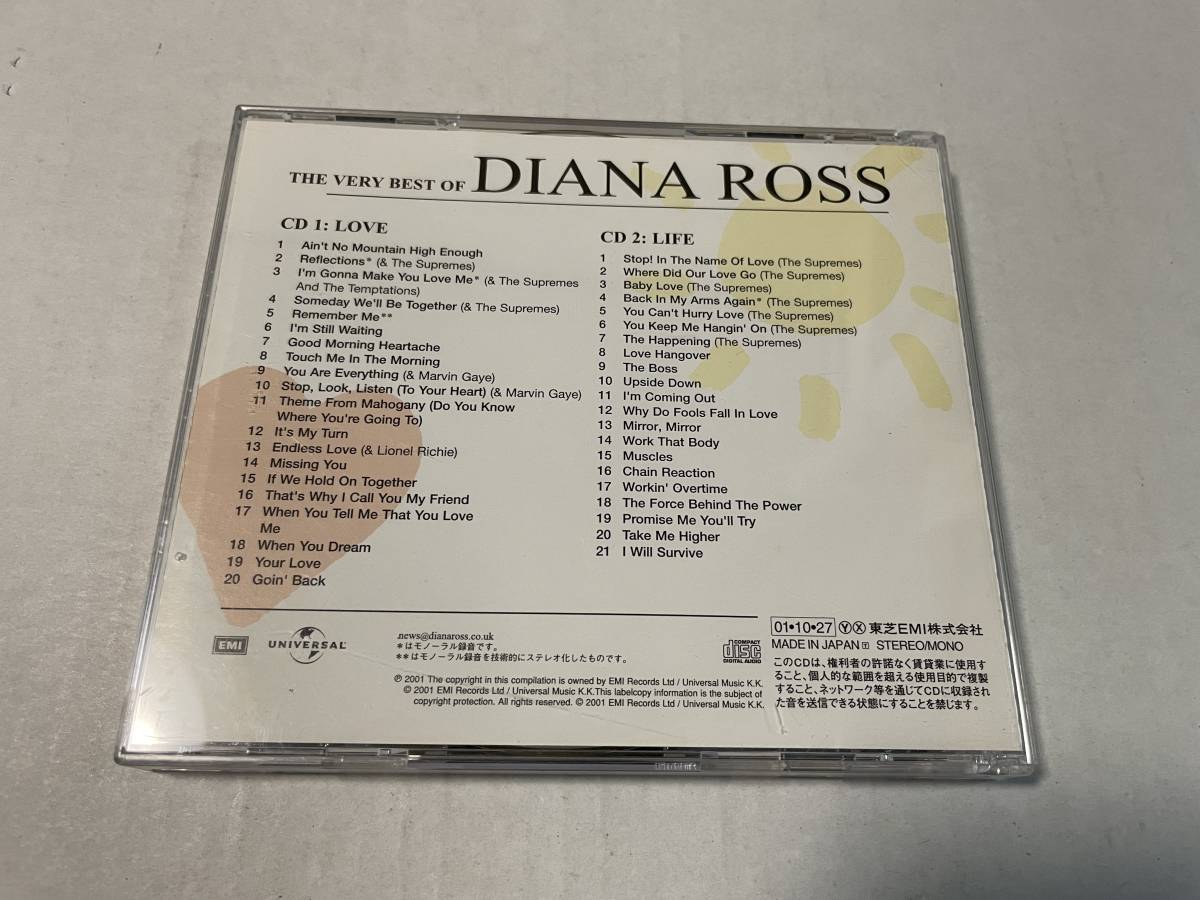 THE VERY BEST OF DIANA ROSS
CD 1: LOVE
1 Ain't No Mountain High Enough
2 Reflections* (& The Supremes)
3 I'm Gonna Make You Love Me* (& The Supremes
And The Temptations)
4 Someday We'll Be Together (& The Supremes)
5 Remember Me**
6 I'm Still Waiting
7 Good Morning Heartache
8 Touch Me In The Morning
9 You Are Everything (& Marvin Gaye)
10 Stop, Look, Listen (To Your Heart) (& Marvin Gaye)
11 Theme From Mahogany (Do You Know
Where You're Going To)
12 It's My Turn
13 Endless Love (& Lionel Richie)
14 Missing You
15 If We Hold On Together
16 That's Why I Call You My Friend
17 When You Tell Me That You Love
Me
18 When You Dream
19 Your Love
20 Goin' Back
CD 2: LIFE
1 Stop! In The Name Of Love (The Supremes)
2 Where Did Our Love Go (The Supremes)
3 Baby Love (The Supremes)
4 Back In My Arms Again* (The Supremes)
5 You Can't Hurry Love (The Supremes)
6 You Keep Me Hangin' On (The Supremes)
7 The Happening (The Supremes)
8 Love Hangover
9 The Boss
10 Upside Down
11 I'm Coming Out
12 Why Do Fools Fall In Love
13 Mirror, Mirror
14 Work That Body
15 Muscles
16 Chain Reaction
17 Workin' Overtime
18 The Force Behind The Power
19 Promise Me You'll Try
20 Take Me Higher
21 I Will Survive
EMI
UNIVERSAL
news@dianaross.co.uk
*はモノーラル録音です。
**はモノーラル録音を技術的にステレオ化したものです。
COMPACT
disc
DIGITAL AUDIO
℗ 2001 The copyright in this compilation is owned by EMI Records Ltd / Universal Music K.K.
© 2001 EMI Records Ltd / Universal Music K.K.This labelcopy information is the subject of
copyright protection. All rights reserved. © 2001 EMI Records Ltd / Universal Music K.K.
01•10•27 Ⓨ Ⓧ 東芝EMI株式会社
MADE IN JAPAN STEREO/MONO
このCDは、権利者の許諾なく賃貸業に使用す
ること、個人的な範囲を超える使用目的で複製
すること、ネットワーク等を通じてCDに収録され
た音を送信できる状態にすることを禁じます。